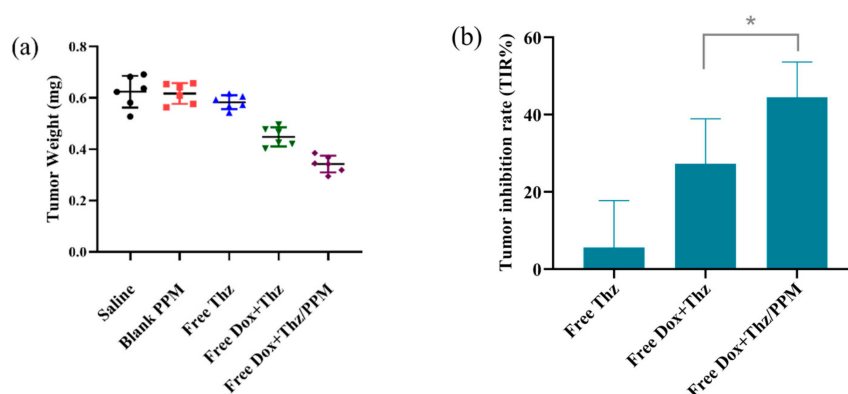 (a)
Tumor Weight (mg)
0.8
0.6
0.4
0.2
0.0
Saline
Blank PPM
Free Thz
Free Dox+Thz
Free Dox+Thz/PPM
(b)
Tumor inhibition rate (TIR%)
60
40
20
0
*
Free Thz
Free Dox+Thz
Free Dox+Thz/PPM